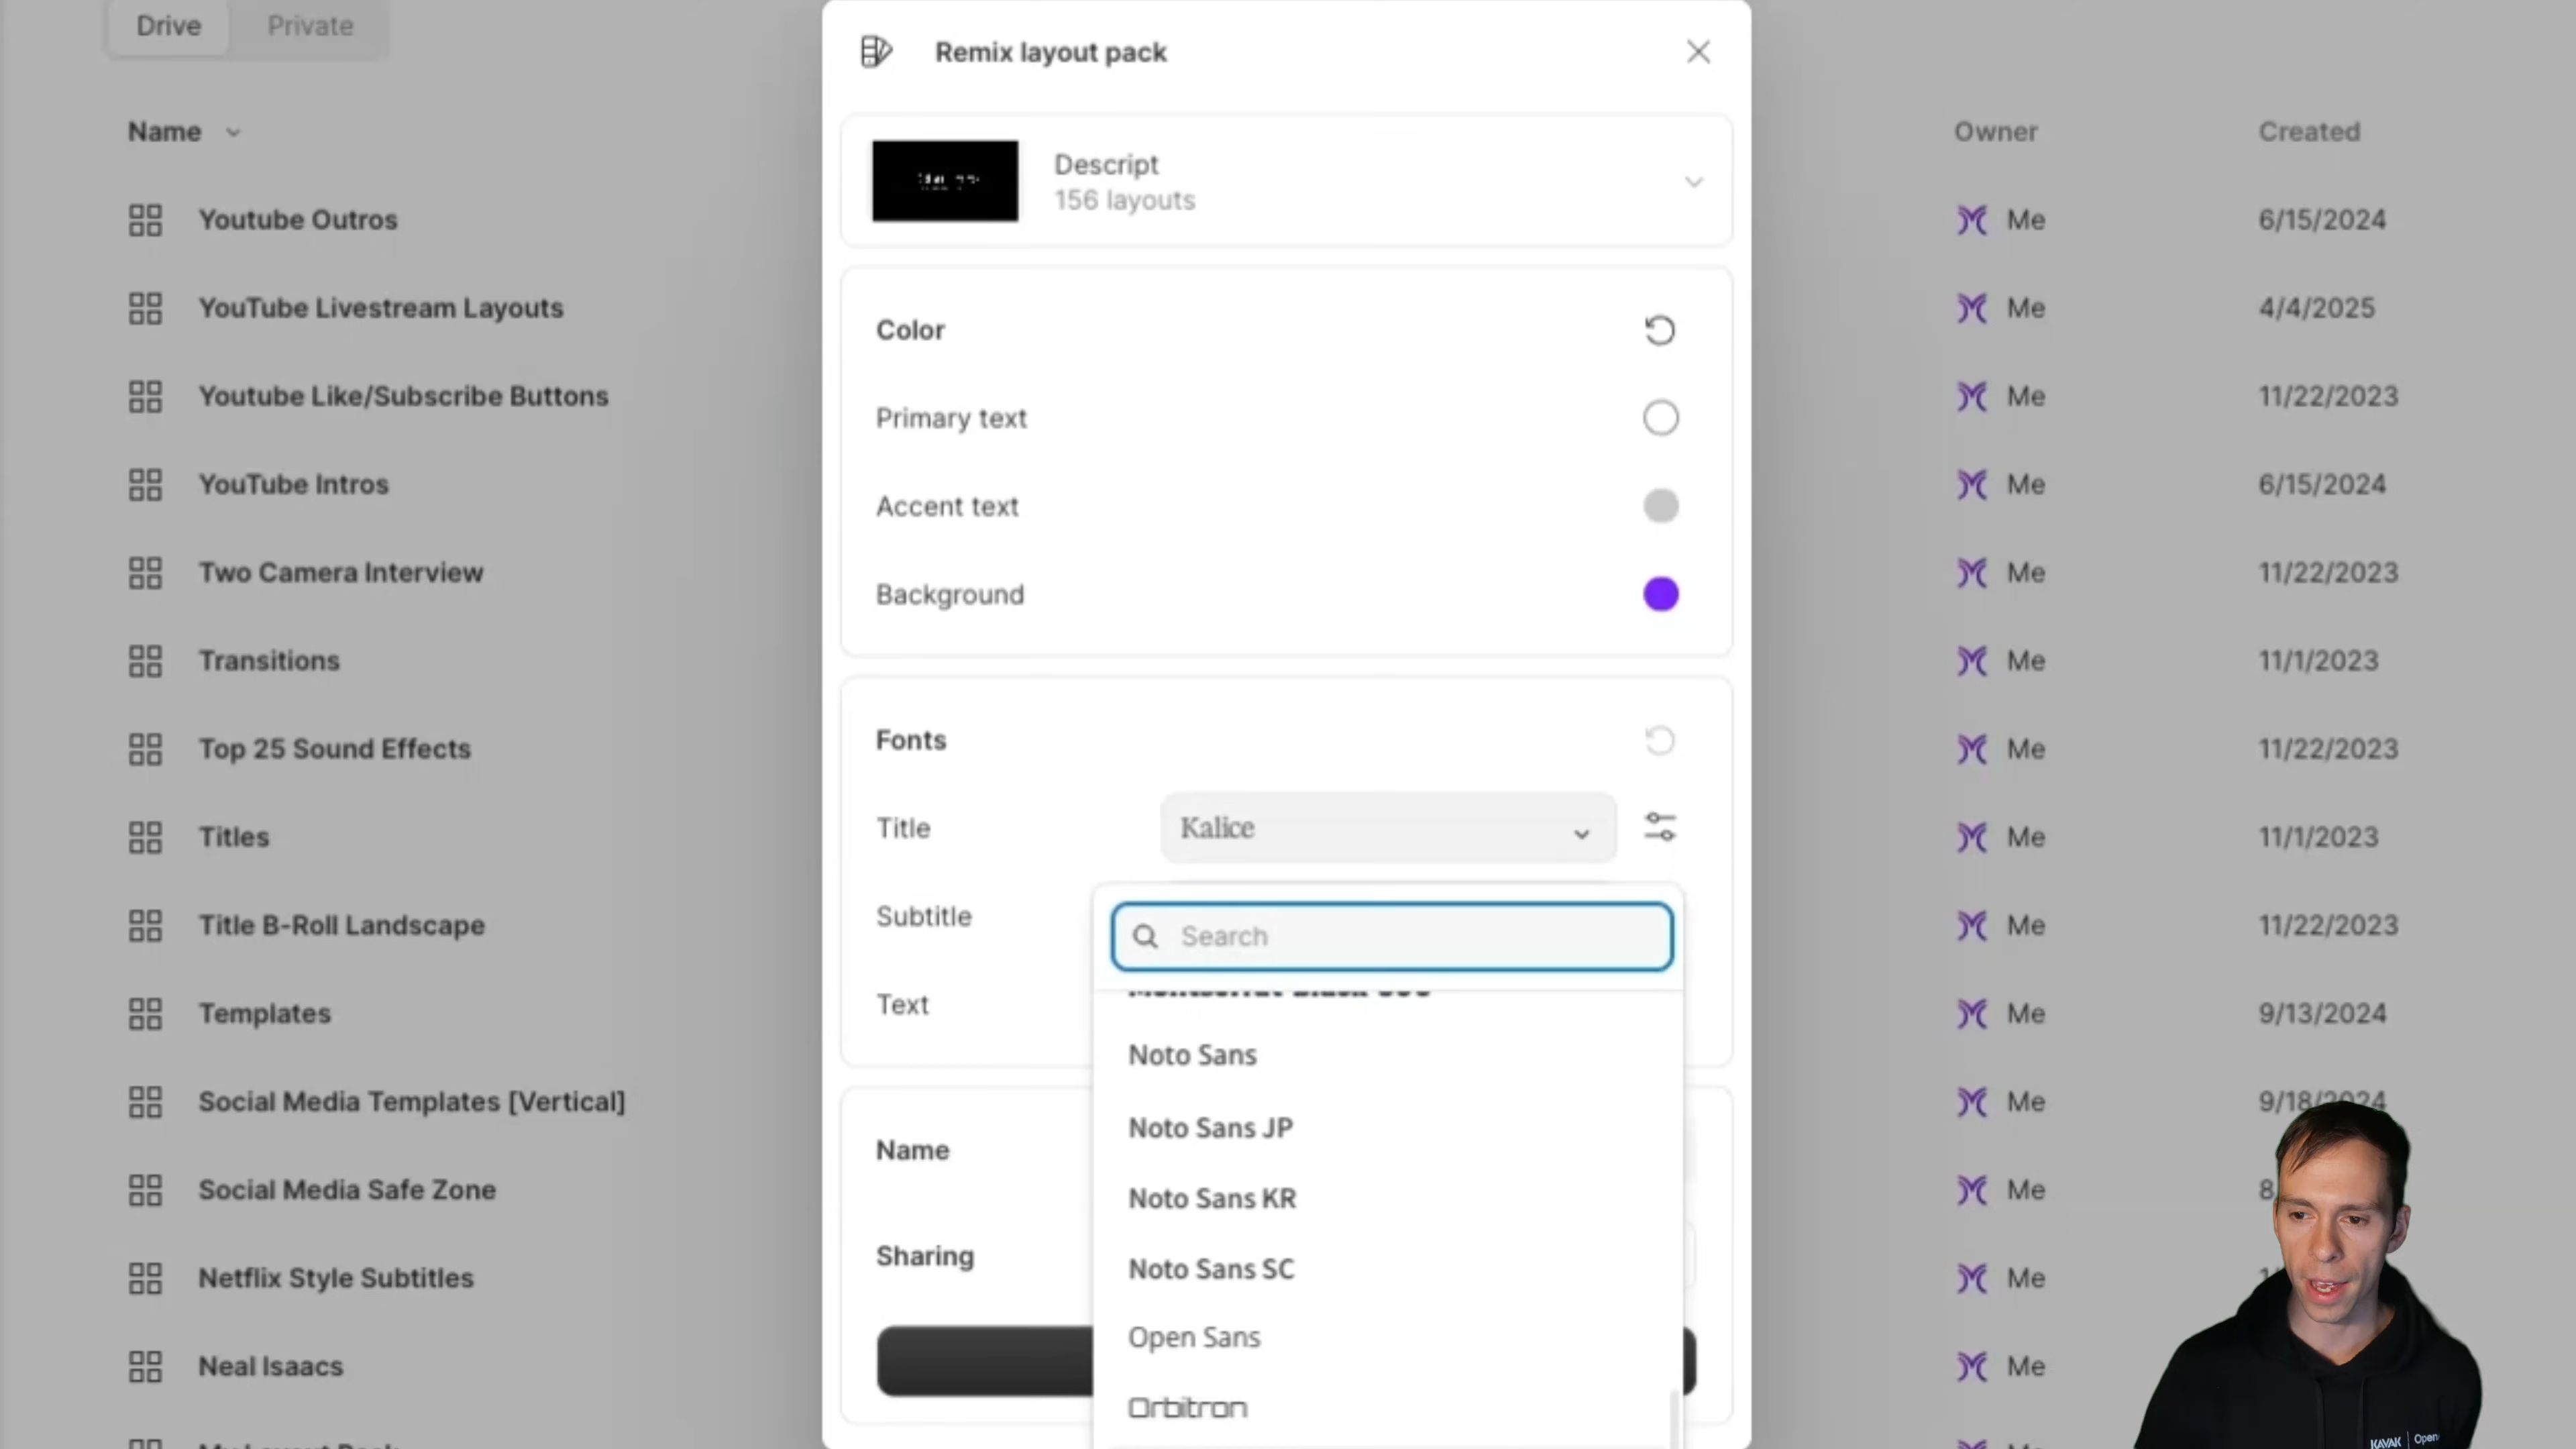 Drive
Private
Name
Youtube Outros
YouTube Livestream Layouts
Youtube Like/Subscribe Buttons
YouTube Intros
Two Camera Interview
Transitions
Top 25 Sound Effects
Titles
Title B-Roll Landscape
Templates
Social Media Templates [Vertical]
Social Media Safe Zone
Netflix Style Subtitles
Neal Isaacs
Remix layout pack
Descript
156 layouts
Color
Primary text
Accent text
Background
Fonts
Title
Kalice
Subtitle
Text
Search
Noto Sans
Noto Sans JP
Noto Sans KR
Noto Sans SC
Open Sans
Orbitron
Name
Sharing
Owner
Created
Me
6/15/2024
Me
4/4/2025
Me
11/22/2023
Me
6/15/2024
Me
11/22/2023
Me
11/1/2023
Me
11/22/2023
Me
11/1/2023
Me
11/22/2023
Me
9/13/2024
Me
9/18/2024
Me
8
Me
Me
KAVAK